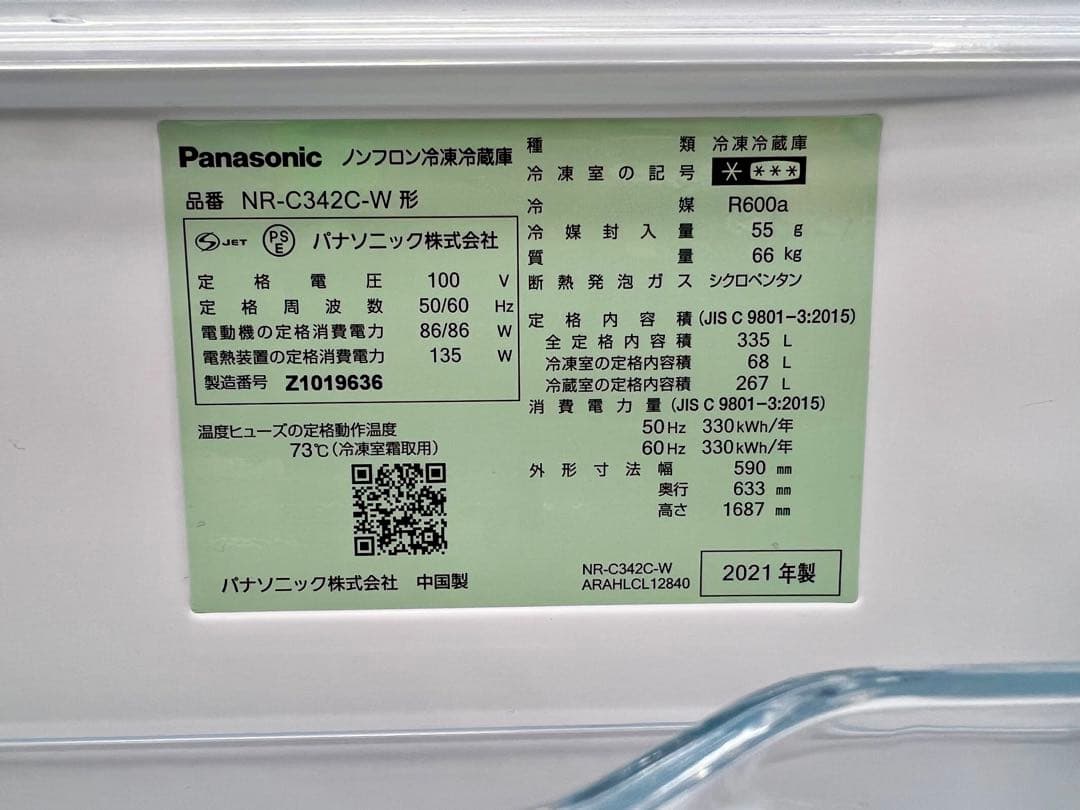 Panasonic ノンフロン冷凍冷蔵庫
品番 NR-C342C-W 形
S JET PSE パナソニック株式会社
定格電圧 100 V
定格周波数 50/60 Hz
電動機の定格消費電力 86/86 W
電熱装置の定格消費電力 135 W
製造番号 Z1019636
温度ヒューズの定格動作温度
73℃(冷凍室霜取用)
パナソニック株式会社 中国製
種類 冷凍冷蔵庫
冷凍室の記号 * ***
冷媒 R600a
冷媒封入量 55 g
質量 66 kg
断熱発泡ガス シクロペンタン
定格内容積 (JIS C 9801-3:2015)
全定格内容積 335 L
冷凍室の定格内容積 68 L
冷蔵室の定格内容積 267 L
消費電力量 (JIS C 9801-3:2015)
50Hz 330kWh/年
60Hz 330kWh/年
外形寸法 幅 590 mm
奥行 633 mm
高さ 1687 mm
NR-C342C-W
ARAHLCL12840
2021年製